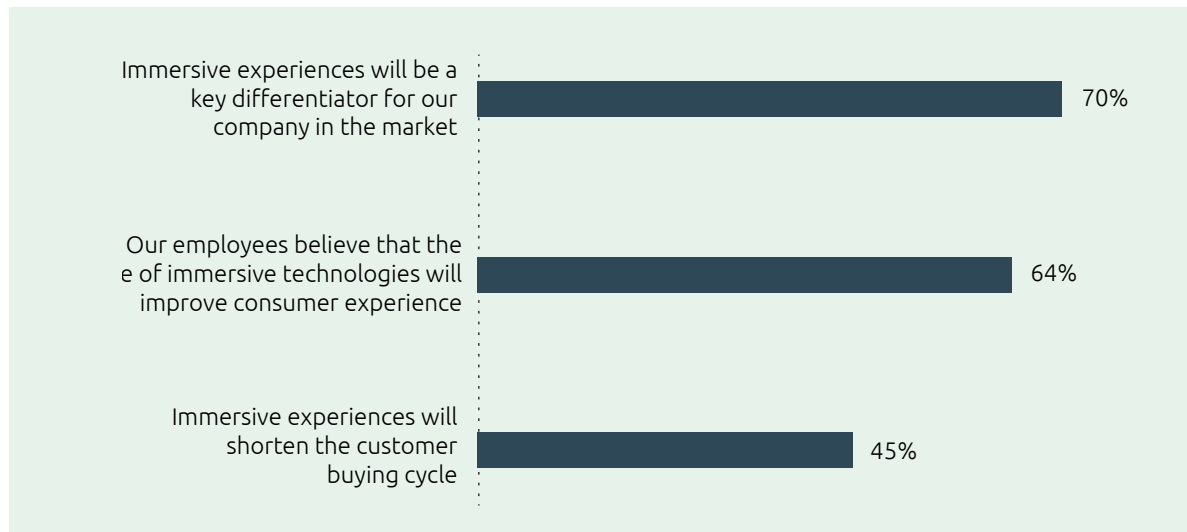 Immersive experiences will be a
key differentiator for our
company in the market
70%
Our employees believe that the
e of immersive technologies will
improve consumer experience
64%
Immersive experiences will
shorten the customer
buying cycle
45%